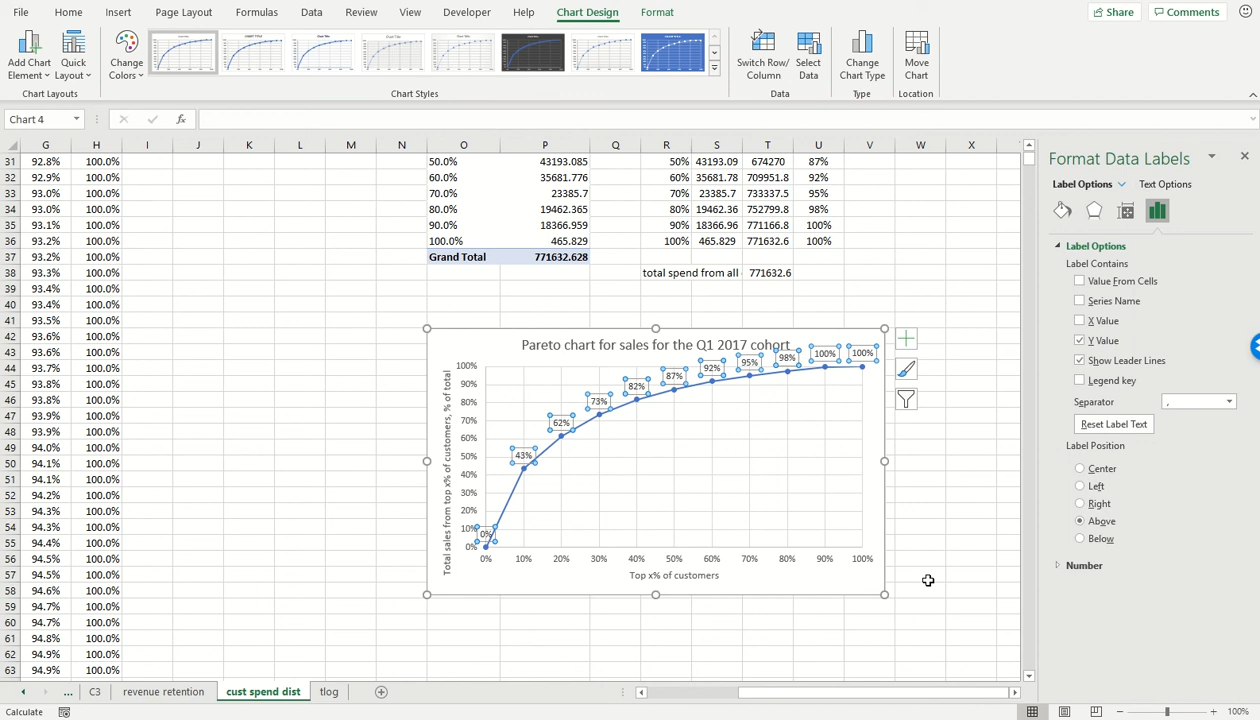 File Home Insert Page Layout Formulas Data Review View Developer Help Chart Design Format Share Comments
Add Chart Element Quick Layout Change Colors Switch Row/Column Select Data Change Chart Type Move Chart
Chart Layouts Chart Styles Data Type Location
Chart 4 fx
G H I J K L M N O P Q R S T U V W X
31 92.8% 100.0% 50.0% 43193.085 50% 43193.09 674270 87%
32 92.9% 100.0% 60.0% 35681.776 60% 35681.78 709951.8 92%
33 93.0% 100.0% 70.0% 23385.7 70% 23385.7 733337.5 95%
34 93.0% 100.0% 80.0% 19462.365 80% 19462.36 752799.8 98%
35 93.1% 100.0% 90.0% 18366.959 90% 18366.96 771166.8 100%
36 93.2% 100.0% 100.0% 465.829 100% 465.829 771632.6 100%
37 93.2% 100.0% Grand Total 771632.628
38 93.3% 100.0% total spend from all 771632.6
39 93.4% 100.0%
40 93.4% 100.0%
41 93.5% 100.0%
42 93.6% 100.0%
43 93.6% 100.0%
44 93.7% 100.0%
45 93.8% 100.0%
46 93.8% 100.0%
47 93.9% 100.0%
48 93.9% 100.0%
49 94.0% 100.0%
50 94.1% 100.0%
51 94.1% 100.0%
52 94.2% 100.0%
53 94.3% 100.0%
54 94.3% 100.0%
55 94.4% 100.0%
56 94.5% 100.0%
57 94.5% 100.0%
58 94.6% 100.0%
59 94.7% 100.0%
60 94.7% 100.0%
61 94.8% 100.0%
62 94.9% 100.0%
63 94.9% 100.0%
Pareto chart for sales for the Q1 2017 cohort
Total sales from top x% of customers, % of total
100%
90%
80%
70%
60%
50%
40%
30%
20%
10%
0%
0% 43% 62% 73% 82% 87% 92% 95% 98% 100% 100%
0% 10% 20% 30% 40% 50% 60% 70% 80% 90% 100%
Top x% of customers
Format Data Labels
Label Options Text Options
Label Options
Label Contains
Value From Cells
Series Name
X Value
Y Value
Show Leader Lines
Legend key
Separator ,
Reset Label Text
Label Position
Center
Left
Right
Above
Below
Number
... C3 revenue retention cust spend dist tlog
Calculate 100%